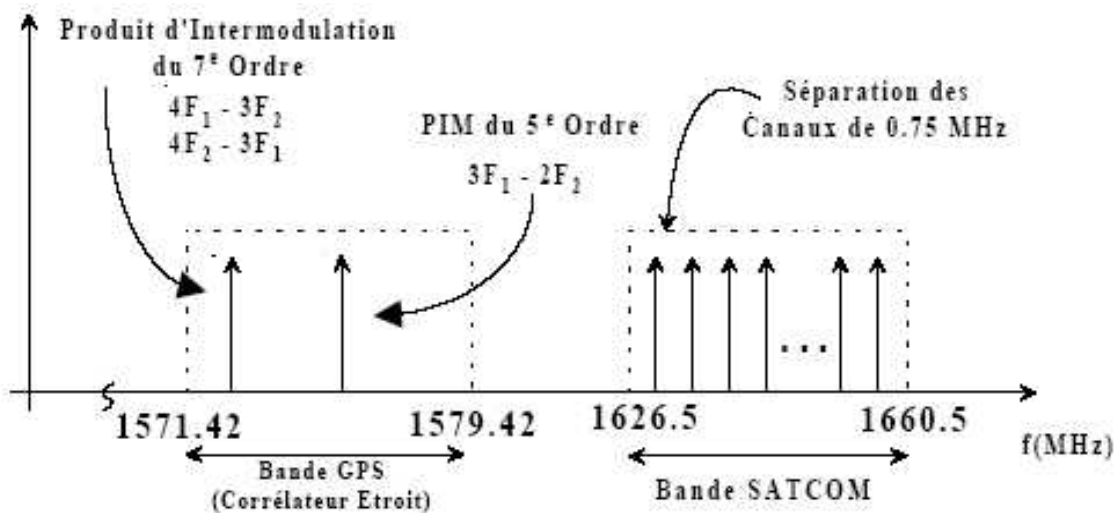 Produit d'Intermodulation
du 7ᵉ Ordre
4F₁ - 3F₂
4F₂ - 3F₁
PIM du 5ᵉ Ordre
3F₁ - 2F₂
Séparation des
Canaux de 0.75 MHz
...
1571.42
1579.42
1626.5
1660.5
f(MHz)
Bande GPS
(Corrélateur Etroit)
Bande SATCOM